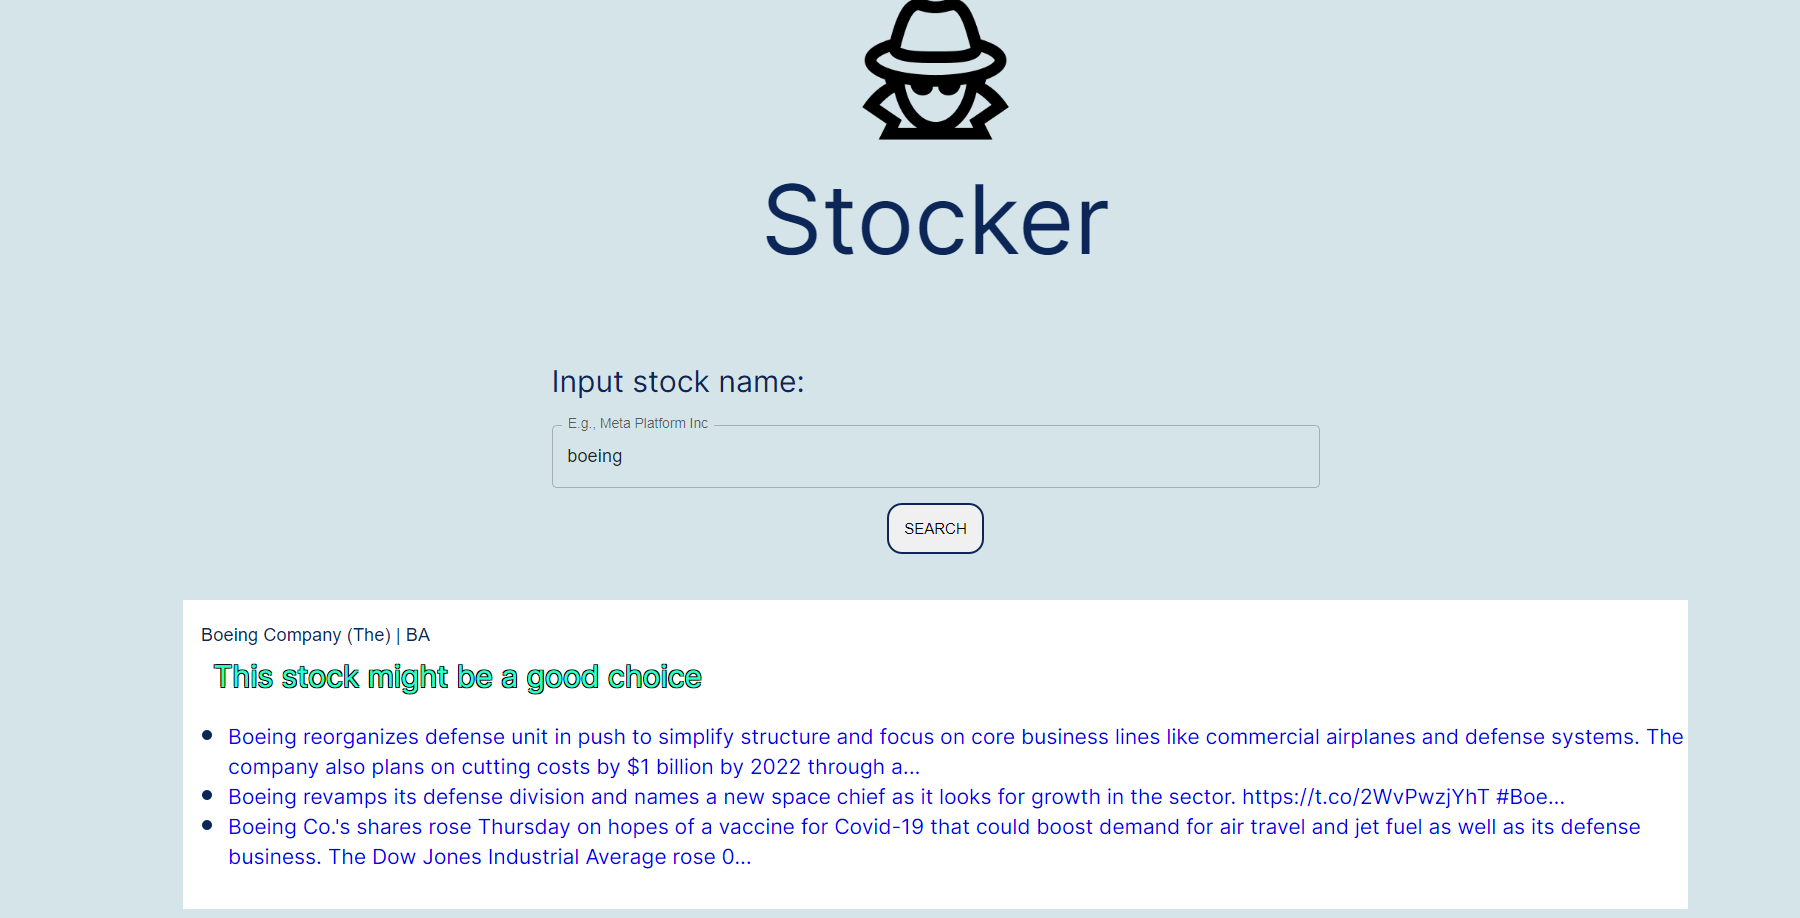 Stocker
Input stock name:
E.g., Meta Platform Inc
boeing
SEARCH
Boeing Company (The) | BA
This stock might be a good choice
Boeing reorganizes defense unit in push to simplify structure and focus on core business lines like commercial airplanes and defense systems. The
company also plans on cutting costs by $1 billion by 2022 through a...
Boeing revamps its defense division and names a new space chief as it looks for growth in the sector. https://t.co/2WvPwzjYhT #Boe...
Boeing Co.'s shares rose Thursday on hopes of a vaccine for Covid-19 that could boost demand for air travel and jet fuel as well as its defense
business. The Dow Jones Industrial Average rose 0...